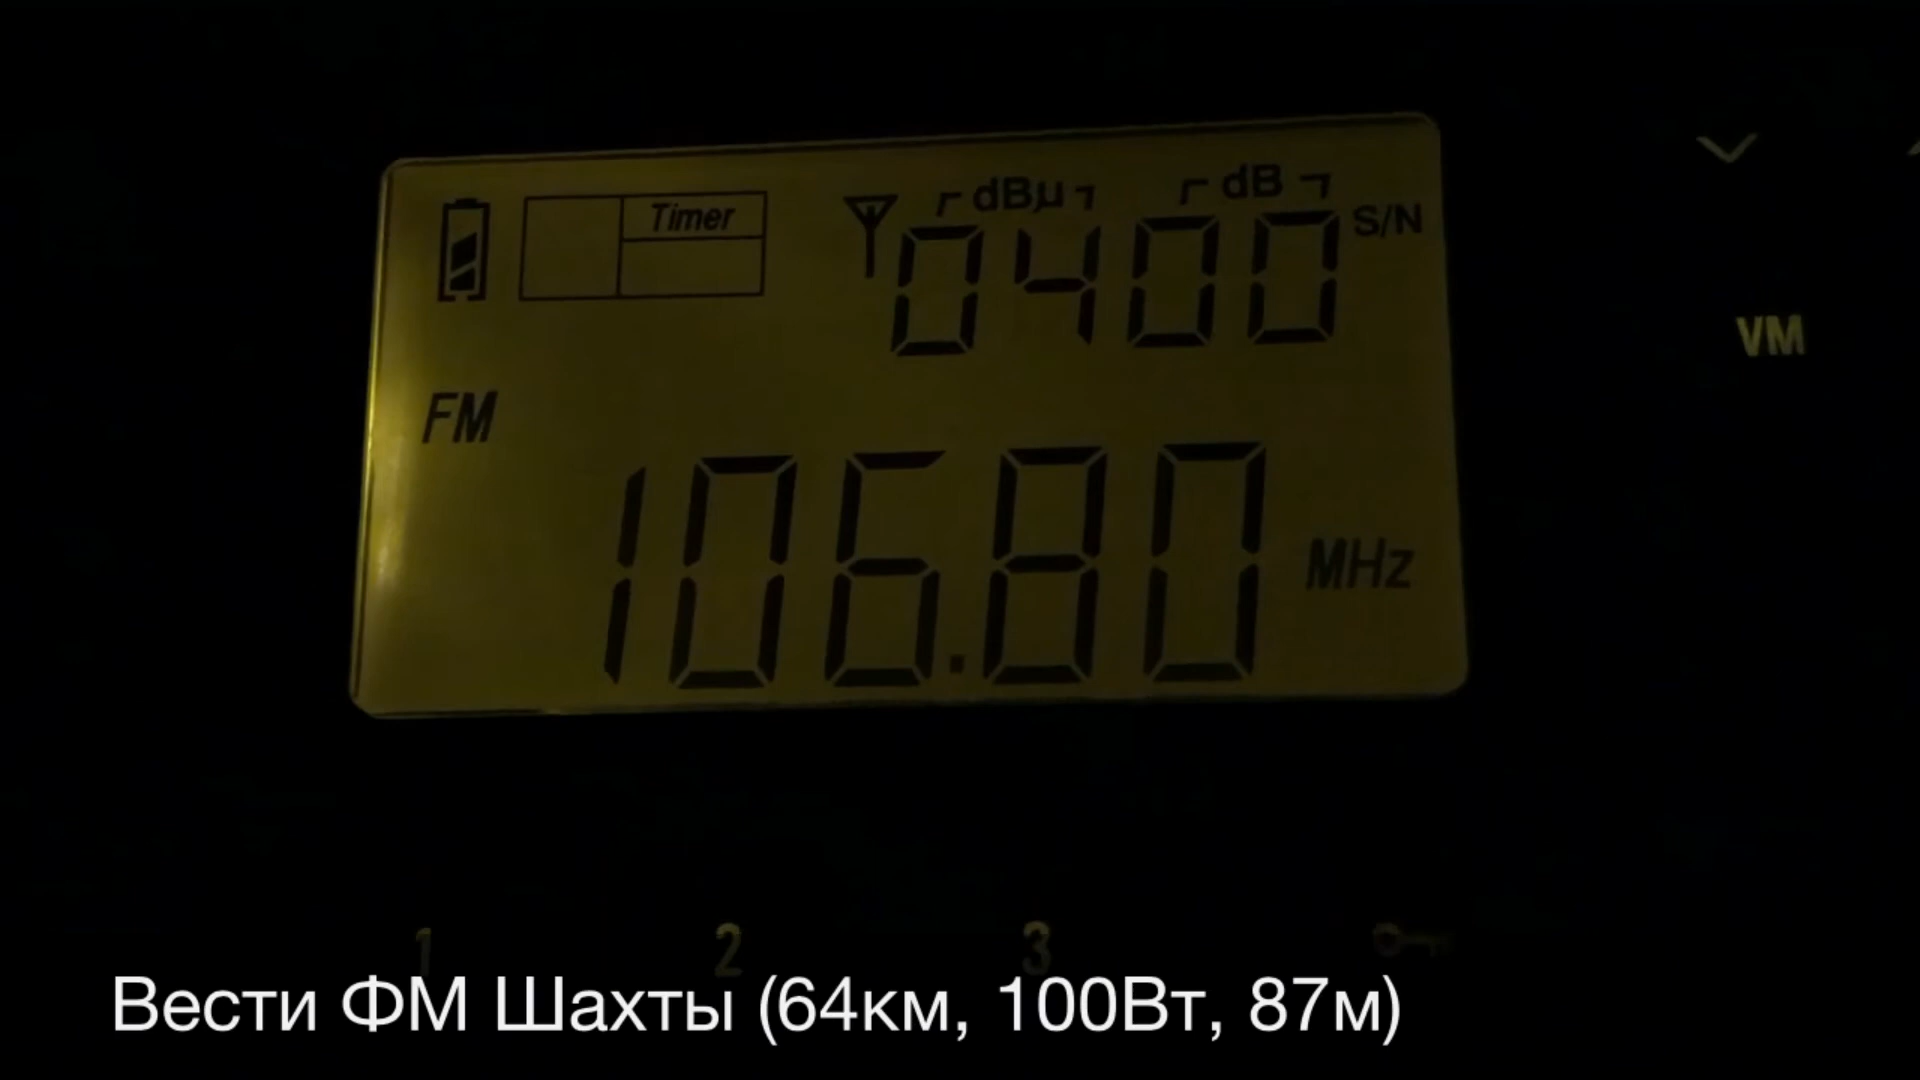 Timer
dBµ
dB
0400
S/N
FM
106.80
MHz
VM
1
2
3
Вести ФМ Шахты (64км, 100Вт, 87м)